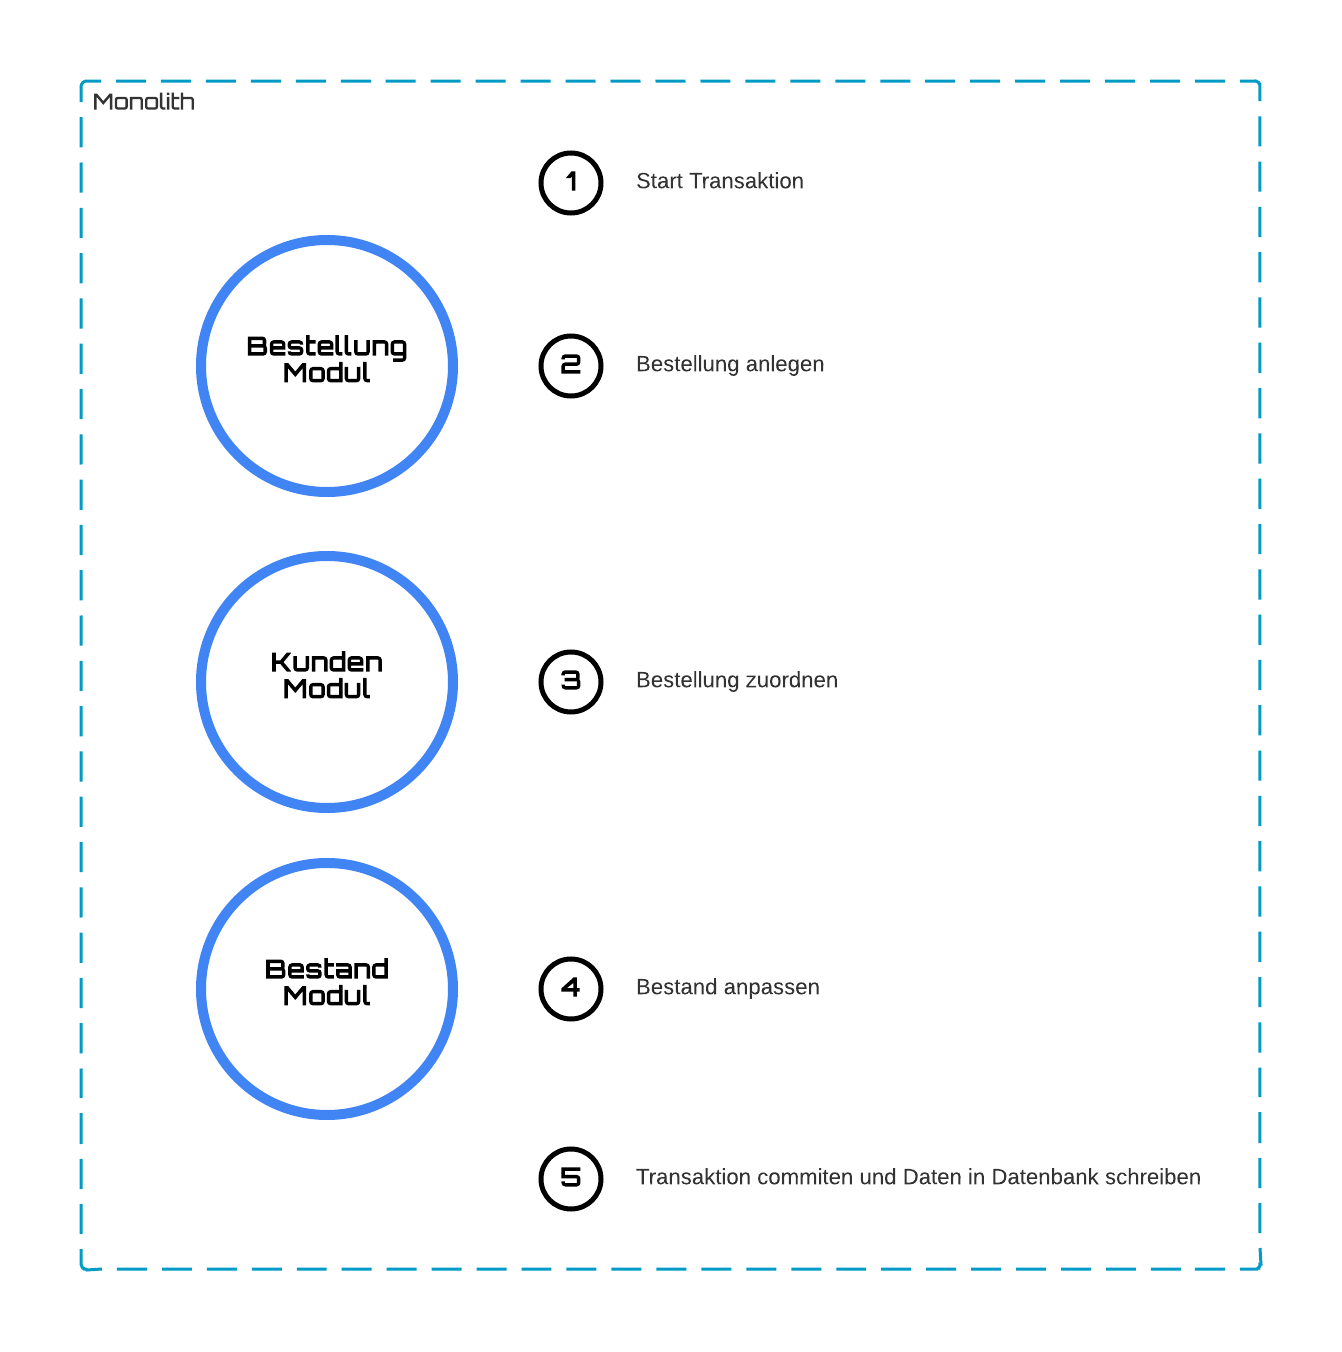 Monolith
1
Start Transaktion
Bestellung
Modul
2
Bestellung anlegen
Kunden
Modul
3
Bestellung zuordnen
Bestand
Modul
4
Bestand anpassen
5
Transaktion commiten und Daten in Datenbank schreiben